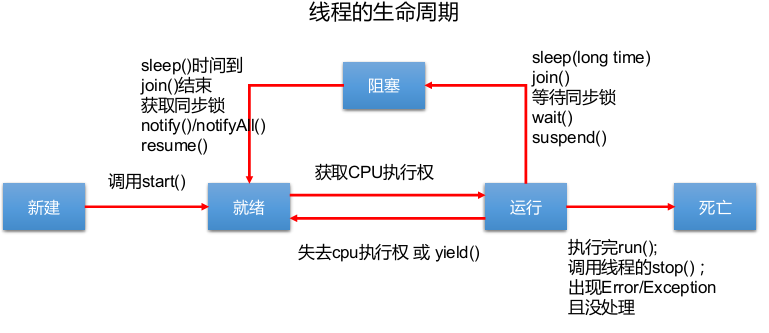 线程的生命周期
sleep()时间到
join()结束
获取同步锁
notify()/notifyAll()
resume()
阻塞
sleep(long time)
join()
等待同步锁
wait()
suspend()
新建
调用start()
就绪
获取CPU执行权
失去cpu执行权 或 yield()
运行
死亡
执行完run();
调用线程的stop()；
出现Error/Exception
且没处理